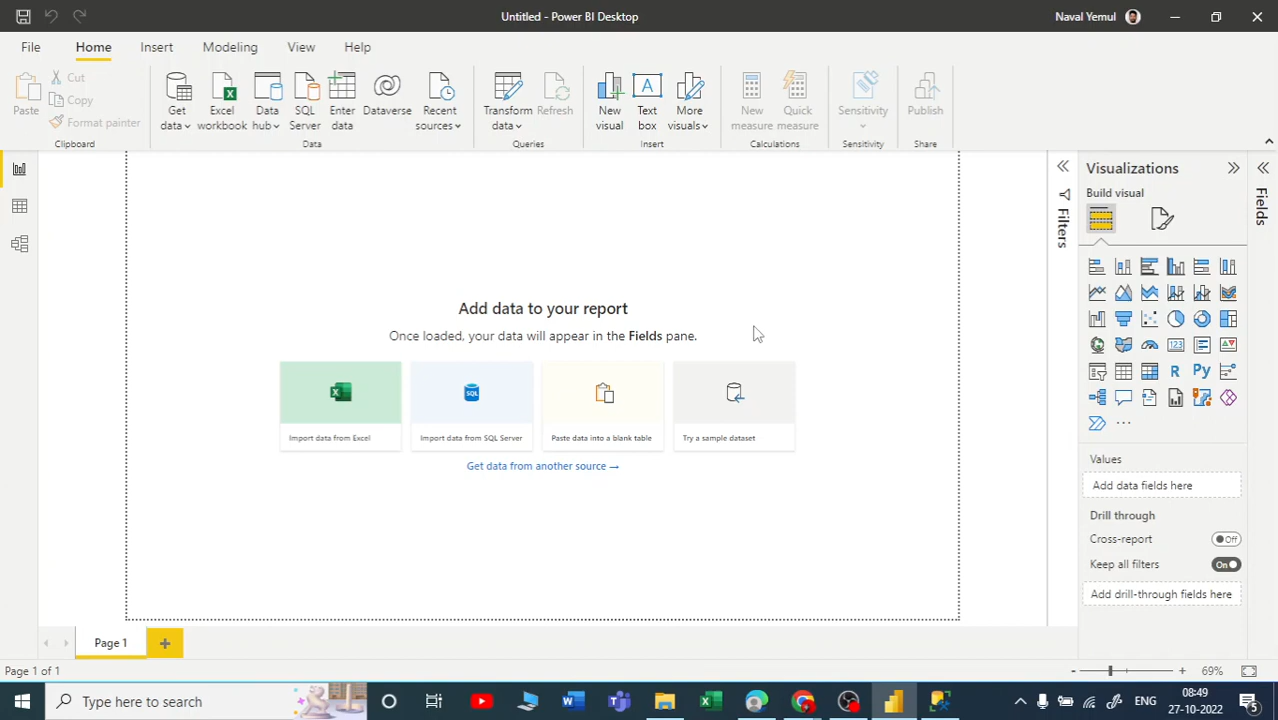 Untitled - Power BI Desktop
Naval Yemul
File
Home
Insert
Modeling
View
Help
Paste
Cut
Copy
Format painter
Get data
Excel workbook
Data hub
SQL Server
Enter data
Dataverse
Recent sources
Transform data
Refresh
New visual
Text box
More visuals
New measure
Quick measure
Sensitivity
Publish
Clipboard
Data
Queries
Insert
Calculations
Sensitivity
Share
Add data to your report
Once loaded, your data will appear in the Fields pane.
SQL
Import data from Excel
Import data from SQL Server
Paste data into a blank table
Try a sample dataset
Get data from another source →
Filters
Visualizations
Build visual
Fields
123
R
Py
Values
Add data fields here
Drill through
Cross-report
Off
Keep all filters
On
Add drill-through fields here
Page 1
Page 1 of 1
69%
Type here to search
ENG
08:49
27-10-2022
5